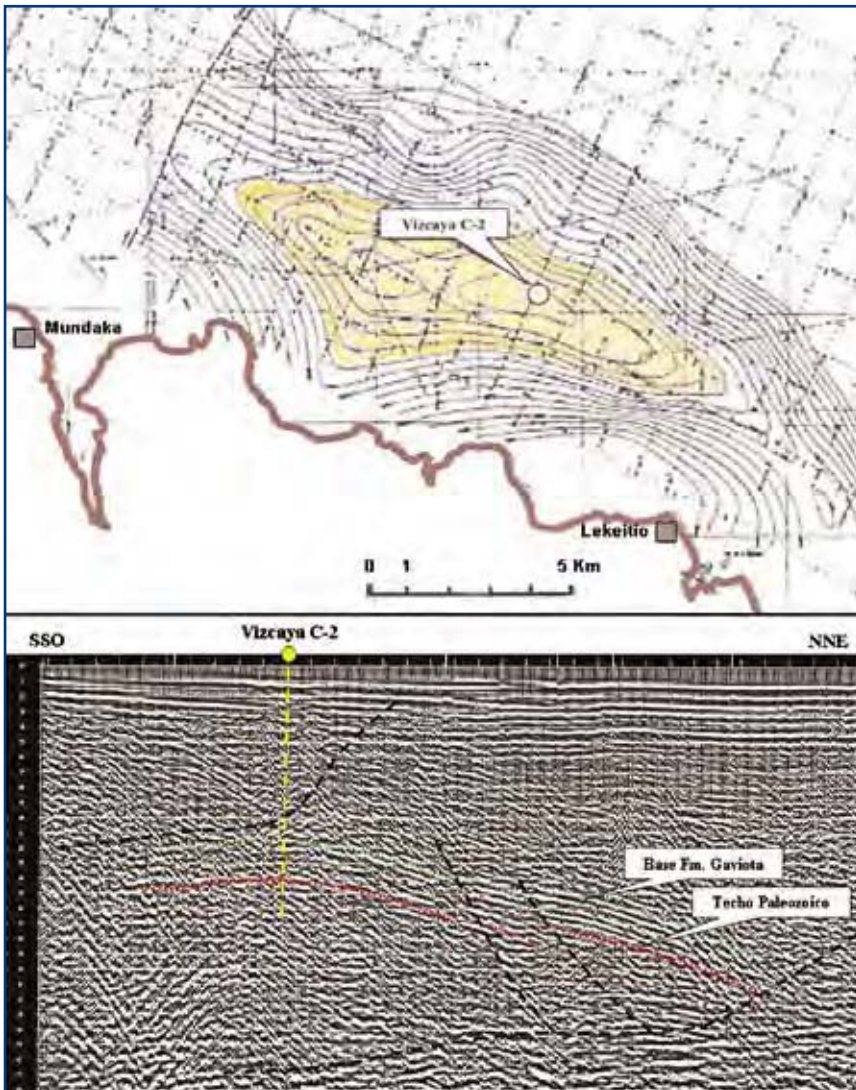 Vizcaya C-2
Mundaka
Lekeitio
0 1 5 Km
Vizcaya C-2
SSO
NNE
Base Fm. Gaviota
Techo Paleozoico